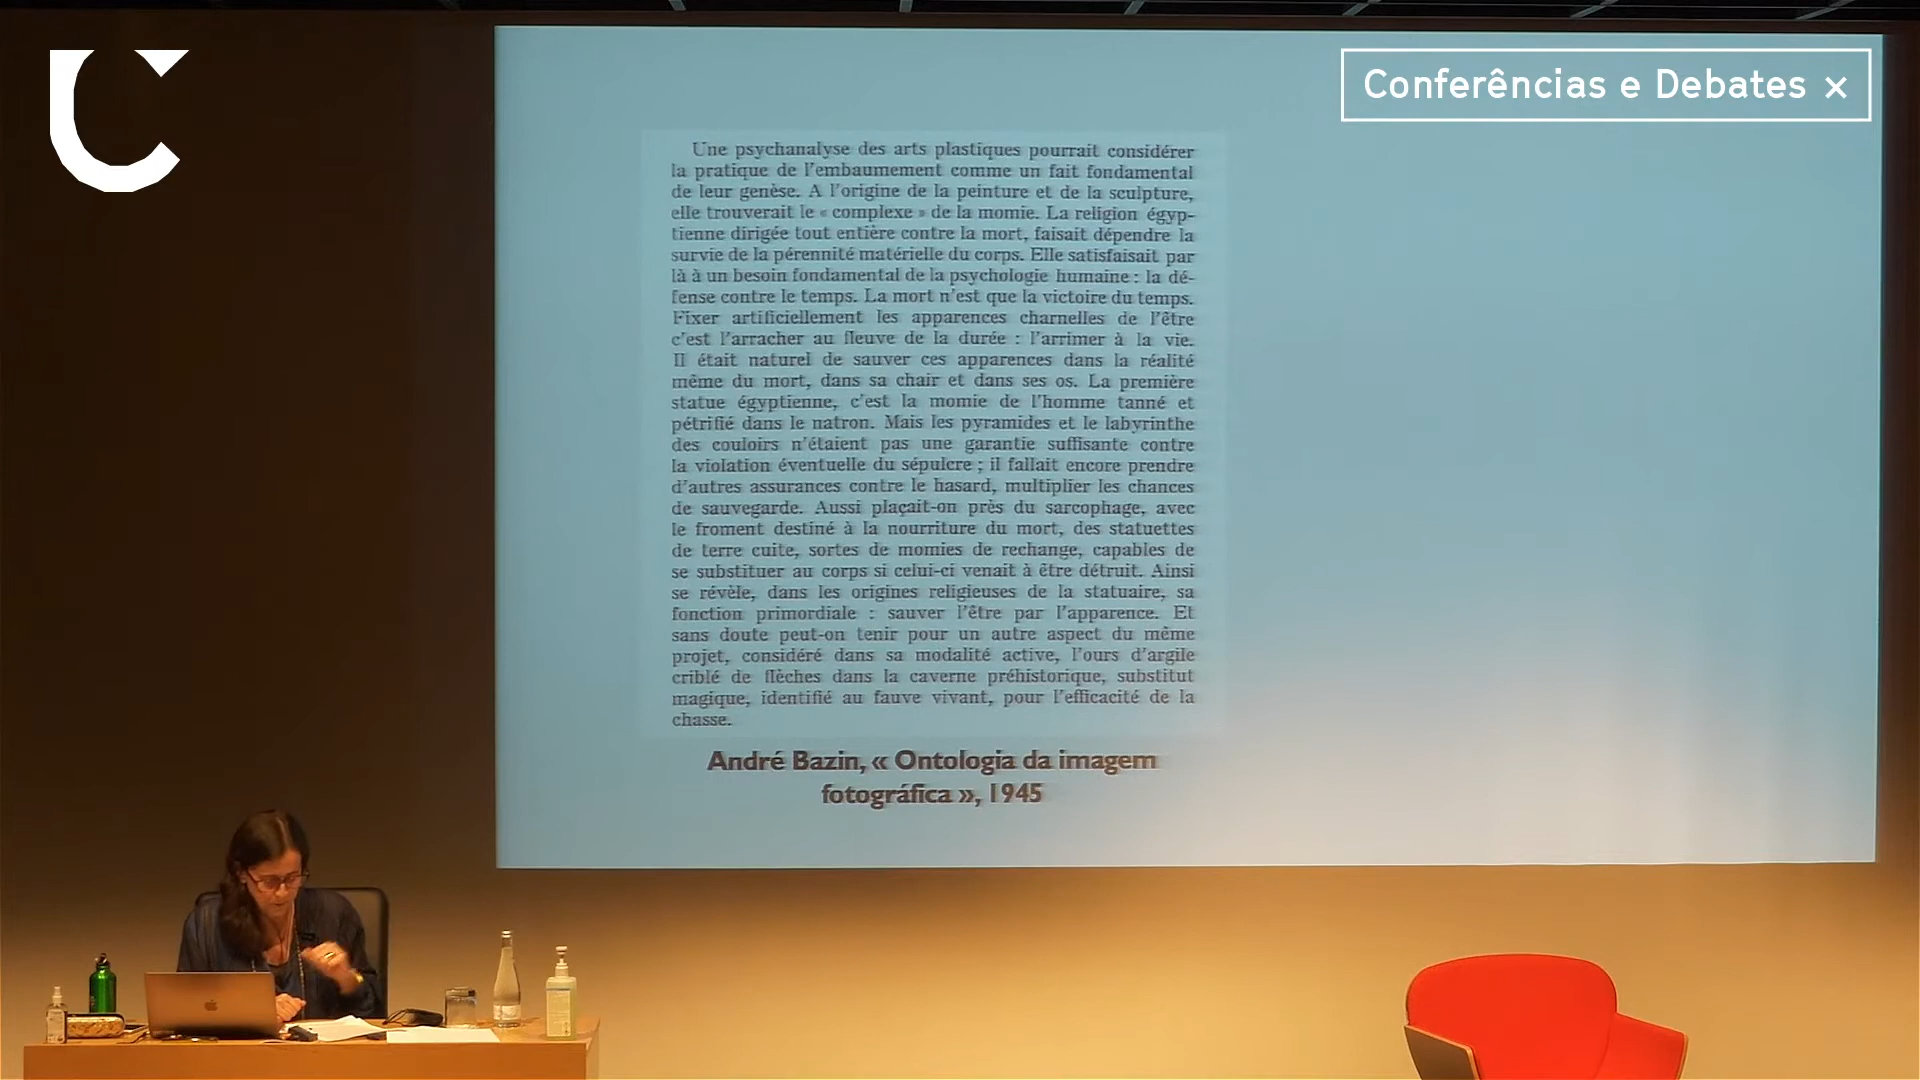 Conferências e Debates ×
Une psychanalyse des arts plastiques pourrait considérer
la pratique de l'embaumement comme un fait fondamental
de leur genèse. A l'origine de la peinture et de la sculpture,
elle trouverait le « complexe » de la momie. La religion égyp-
tienne dirigée tout entière contre la mort, faisait dépendre la
survie de la pérennité matérielle du corps. Elle satisfaisait par
là à un besoin fondamental de la psychologie humaine : la dé-
fense contre le temps. La mort n'est que la victoire du temps.
Fixer artificiellement les apparences charnelles de l'être
c'est l'arracher au fleuve de la durée : l'arrimer à la vie.
Il était naturel de sauver ces apparences dans la réalité
même du mort, dans sa chair et dans ses os. La première
statue égyptienne, c'est la momie de l'homme tanné et
pétrifié dans le natron. Mais les pyramides et le labyrinthe
des couloirs n'étaient pas une garantie suffisante contre
la violation éventuelle du sépulcre ; il fallait encore prendre
d'autres assurances contre le hasard, multiplier les chances
de sauvegarde. Aussi plaçait-on près du sarcophage, avec
le froment destiné à la nourriture du mort, des statuettes
de terre cuite, sortes de momies de rechange, capables de
se substituer au corps si celui-ci venait à être détruit. Ainsi
se révèle, dans les origines religieuses de la statuaire, sa
fonction primordiale : sauver l'être par l'apparence. Et
sans doute peut-on tenir pour un autre aspect du même
projet, considéré dans sa modalité active, l'ours d'argile
criblé de flèches dans la caverne préhistorique, substitut
magique, identifié au fauve vivant, pour l'efficacité de la
chasse.
André Bazin, « Ontologia da imagem
fotográfica », 1945